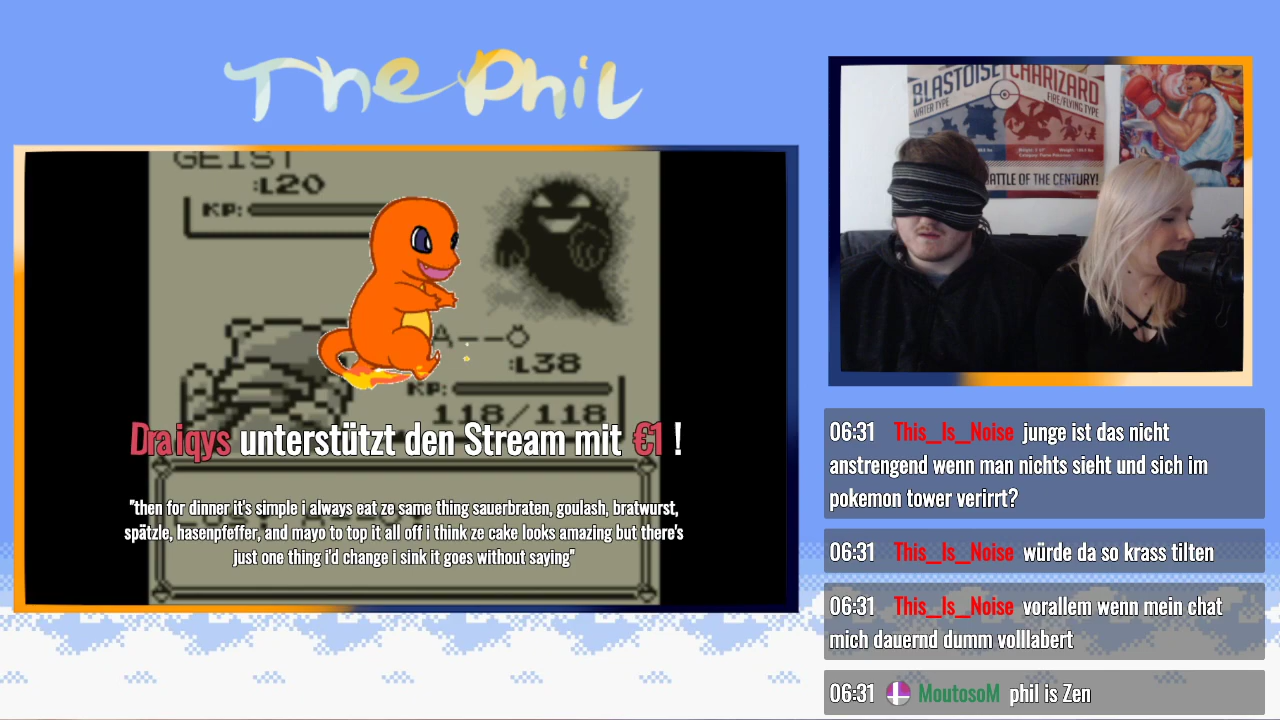 The Phil
GEIST
:L20
KP:
:L38
KP:
118/118
Draiqys unterstützt den Stream mit €1 !
"then for dinner it's simple i always eat ze same thing sauerbraten, goulash, bratwurst,
spätzle, hasenpfeffer, and mayo to top it all off i think ze cake looks amazing but there's
just one thing i'd change i sink it goes without saying"
BLASTOISE CHARIZARD
WATER TYPE
FIRE/FLYING TYPE
BATTLE OF THE CENTURY!
06:31 This_Is_Noise junge ist das nicht
anstrengend wenn man nichts sieht und sich im
pokemon tower verirrt?
06:31 This_Is_Noise würde da so krass tilten
06:31 This_Is_Noise vorallem wenn mein chat
mich dauernd dumm volllabert
06:31 MoutosoM phil is Zen